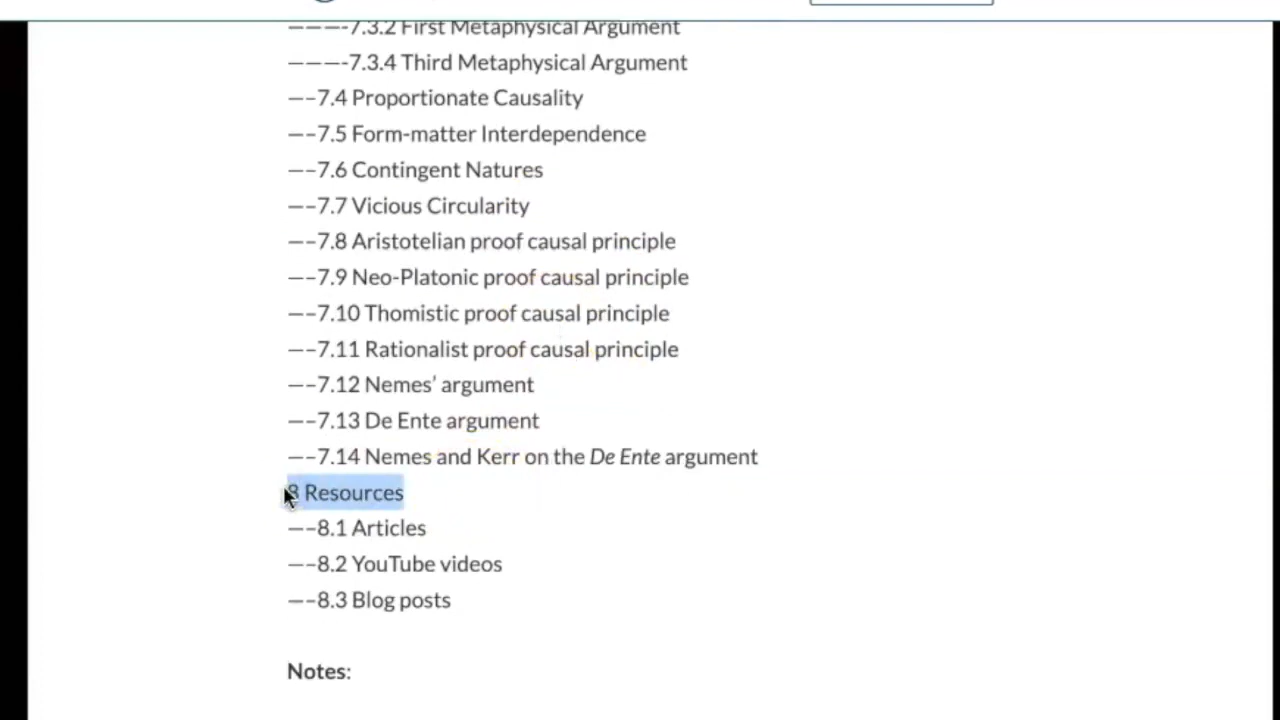 ———-7.3.2 First Metaphysical Argument
———-7.3.4 Third Metaphysical Argument
—–7.4 Proportionate Causality
—–7.5 Form-matter Interdependence
—–7.6 Contingent Natures
—–7.7 Vicious Circularity
—–7.8 Aristotelian proof causal principle
—–7.9 Neo-Platonic proof causal principle
—–7.10 Thomistic proof causal principle
—–7.11 Rationalist proof causal principle
—–7.12 Nemes’ argument
—–7.13 De Ente argument
—–7.14 Nemes and Kerr on the De Ente argument
8 Resources
—–8.1 Articles
—–8.2 YouTube videos
—–8.3 Blog posts
Notes: